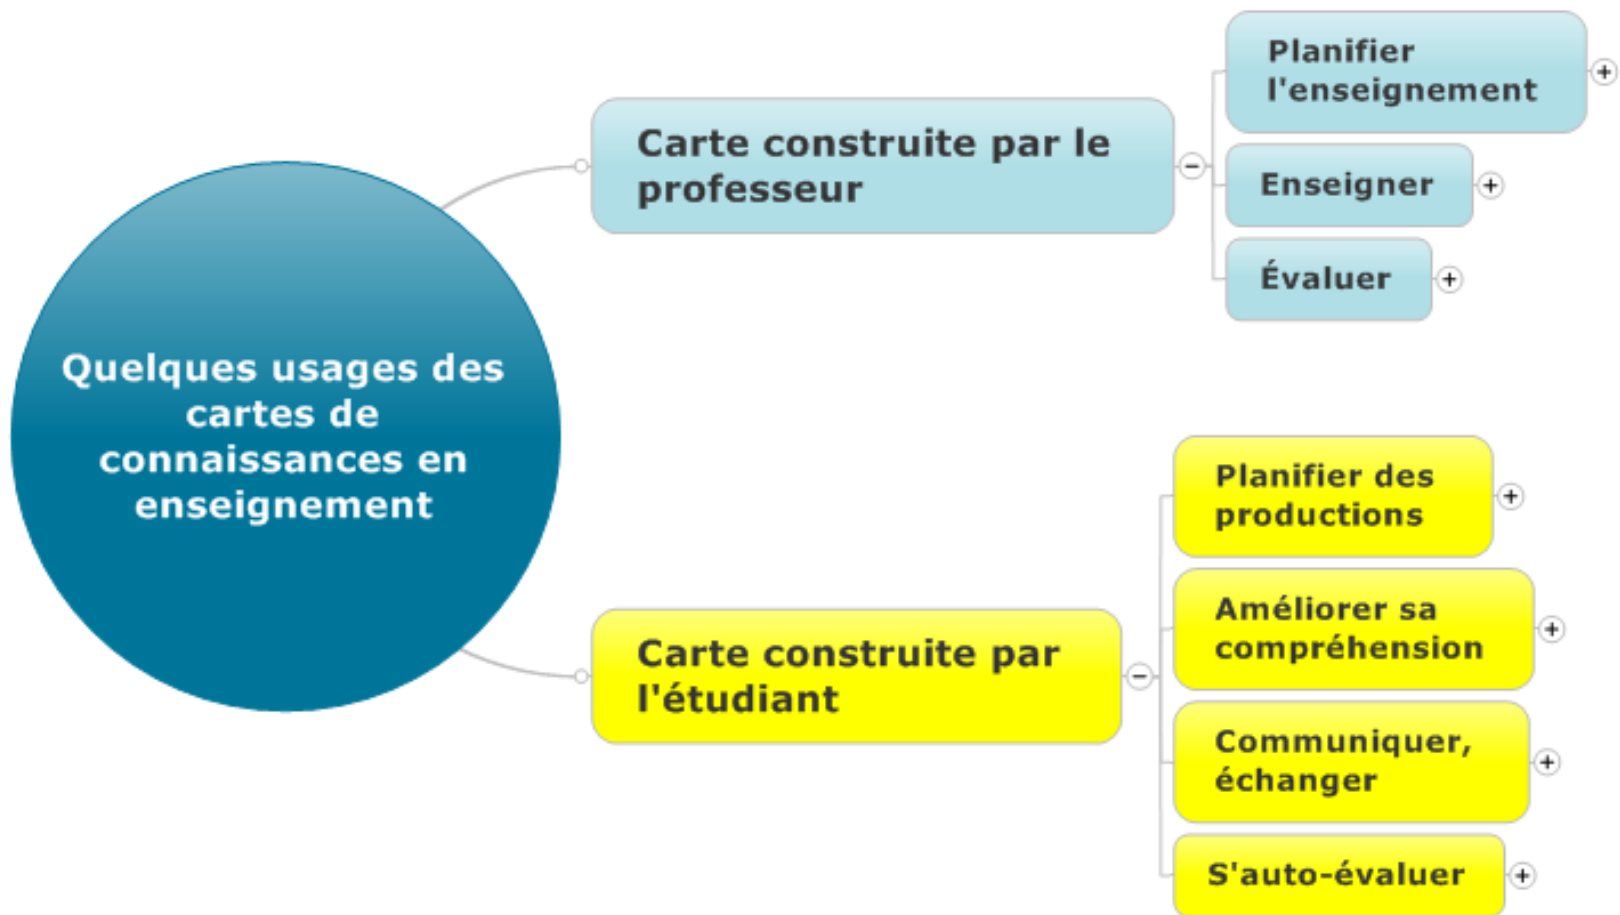 Quelques usages des
cartes de
connaissances en
enseignement
Carte construite par le
professeur
Planifier
l'enseignement
Enseigner
Évaluer
Carte construite par
l'étudiant
Planifier des
productions
Améliorer sa
compréhension
Communiquer,
échanger
S'auto-évaluer